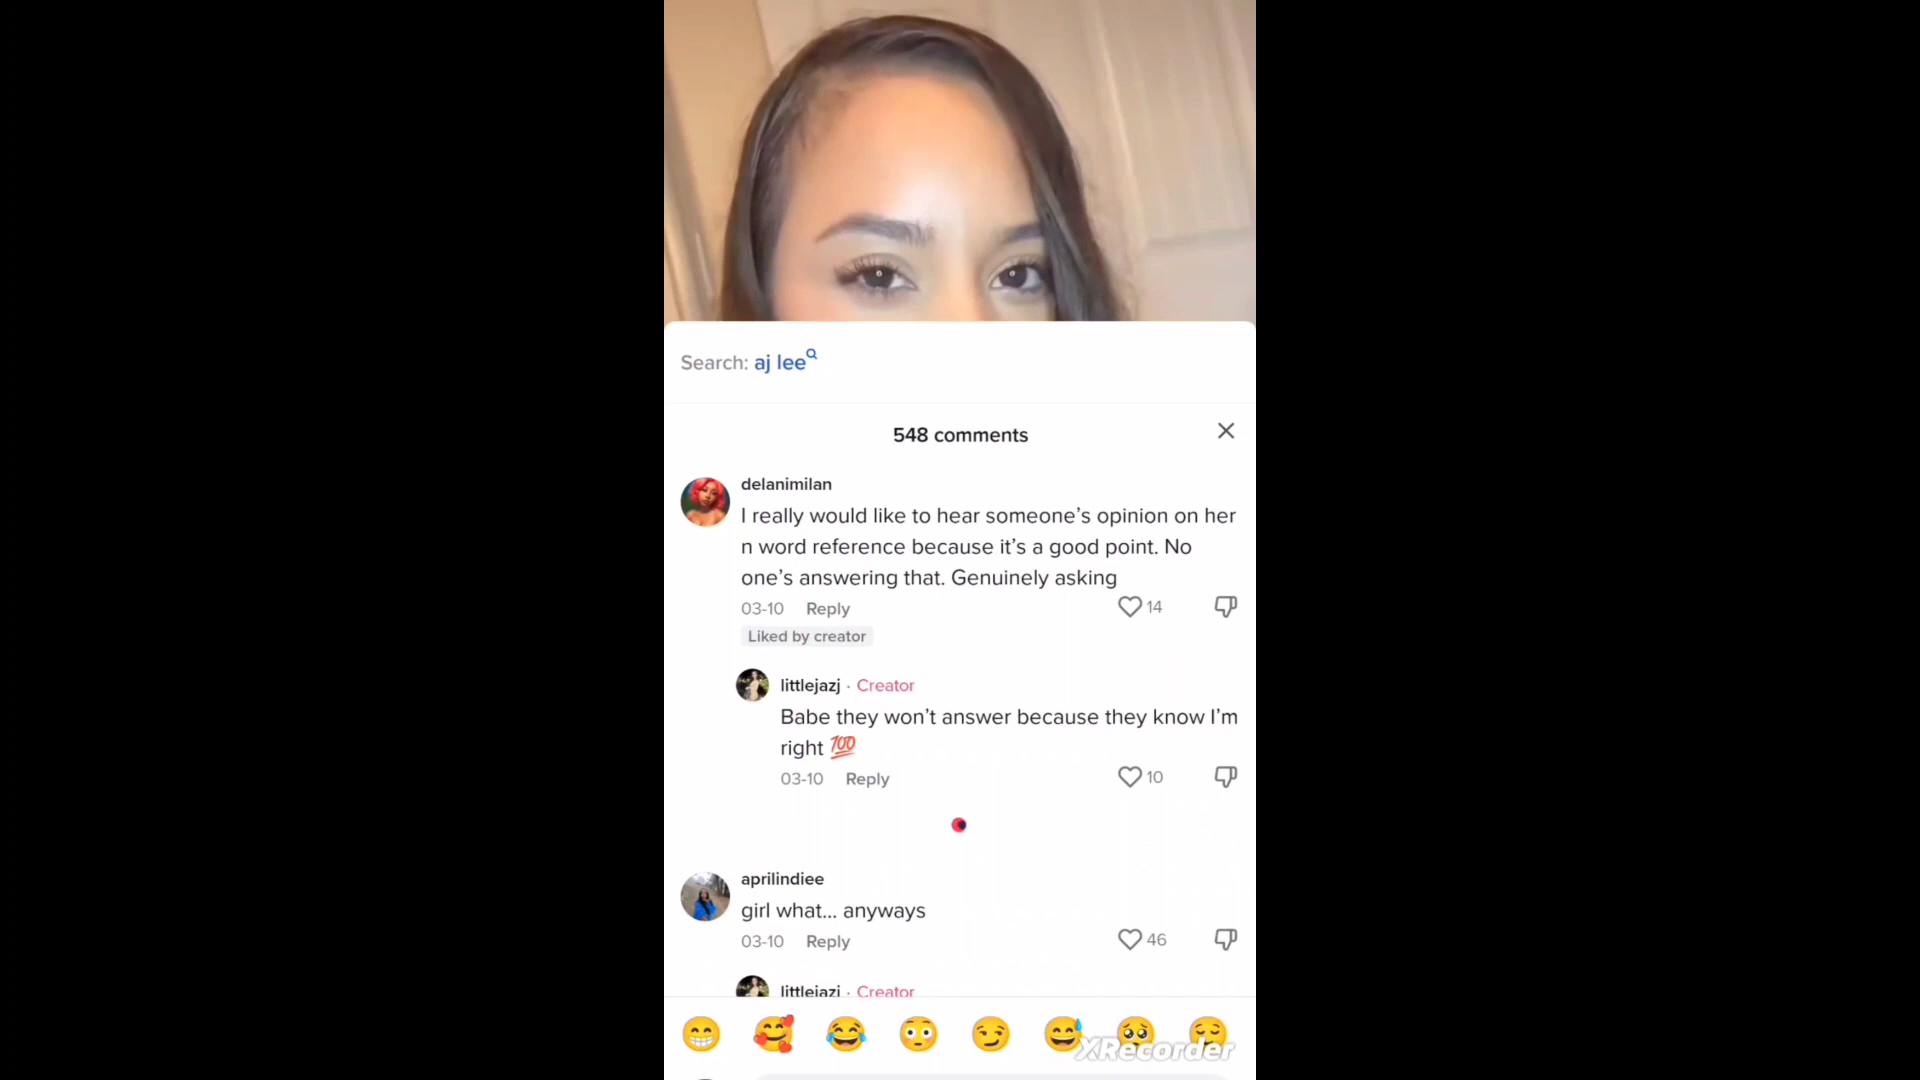 Search: aj lee
548 comments
delanimilan
I really would like to hear someone's opinion on her
n word reference because it's a good point. No
one's answering that. Genuinely asking
03-10 Reply 14
Liked by creator
littlejazj · Creator
Babe they won't answer because they know I'm
right 💯
03-10 Reply 10
aprilindiee
girl what... anyways
03-10 Reply 46
littlejazj · Creator
XRecorder